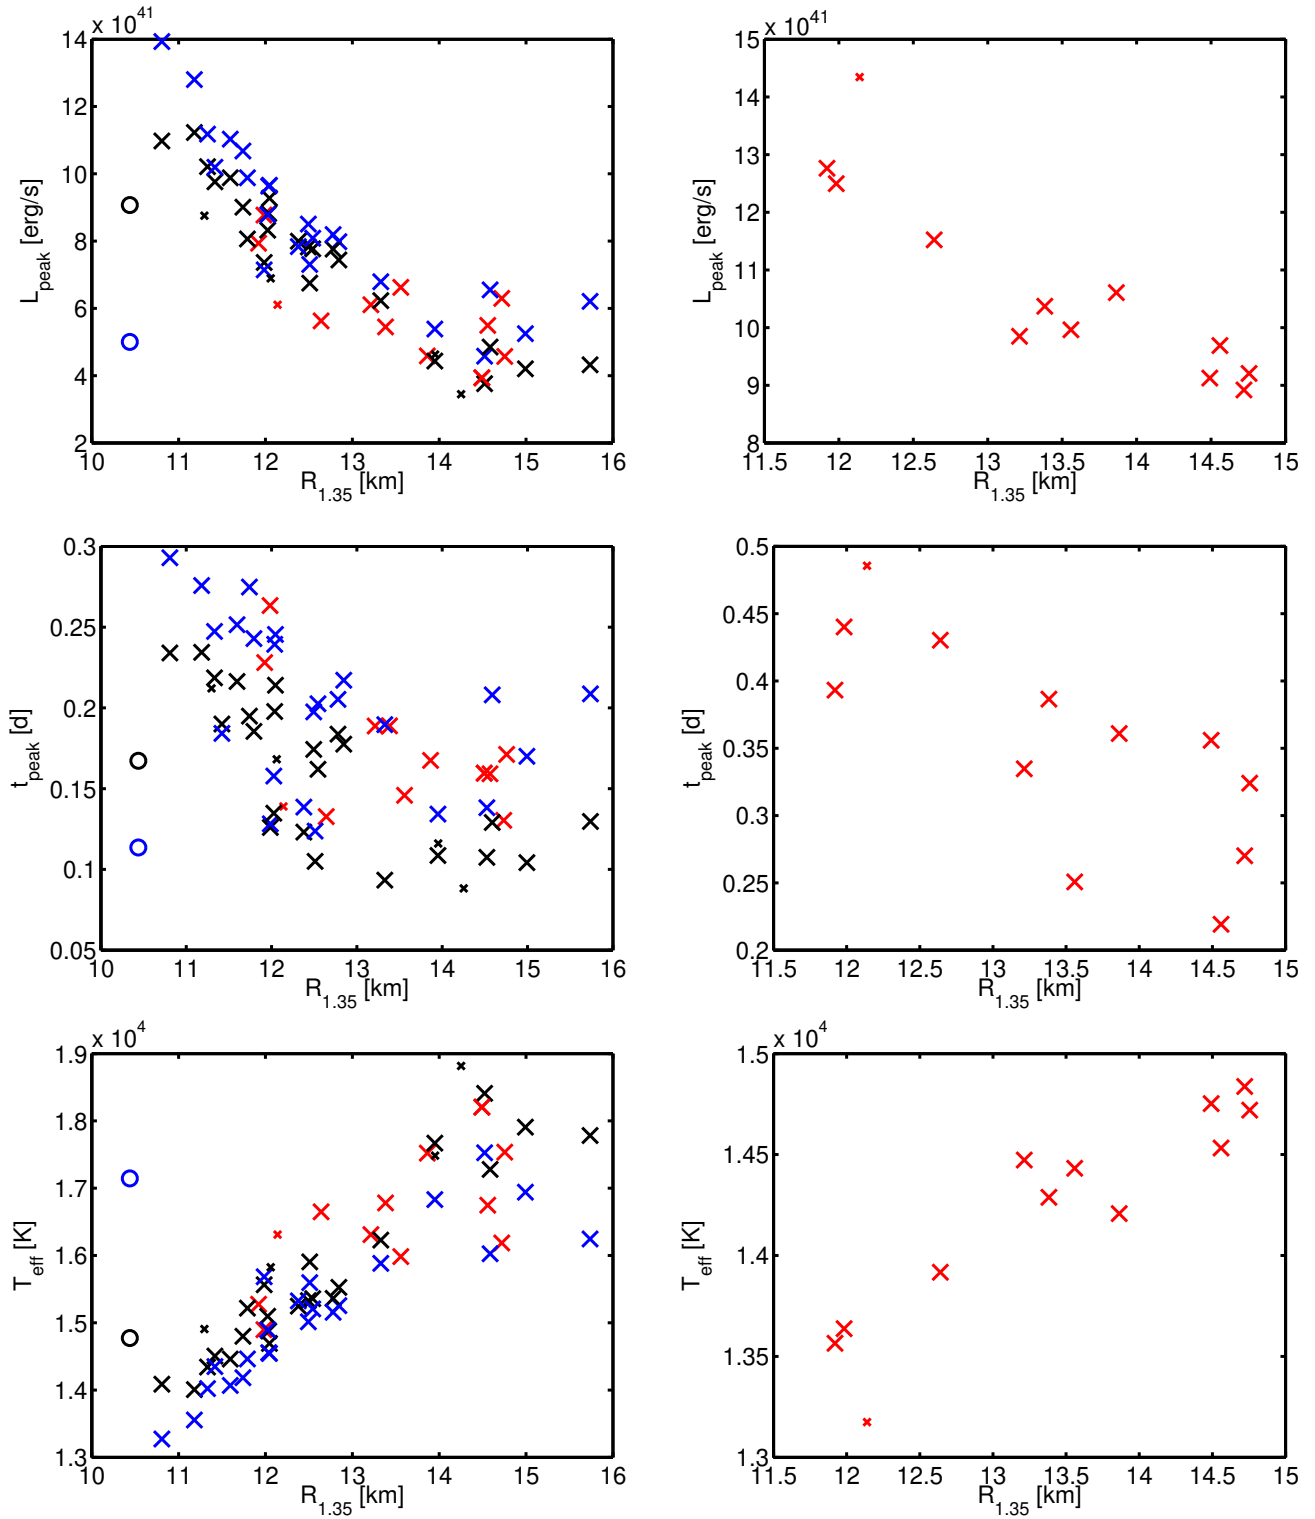 x 10^41
14
12
10
8
6
4
2
10 11 12 13 14 15 16
L_peak [erg/s]
R_1.35 [km]
x 10^41
15
14
13
12
11
10
9
8
11.5 12 12.5 13 13.5 14 14.5 15
L_peak [erg/s]
R_1.35 [km]
0.3
0.25
0.2
0.15
0.1
0.05
10 11 12 13 14 15 16
t_peak [d]
R_1.35 [km]
0.5
0.45
0.4
0.35
0.3
0.25
0.2
11.5 12 12.5 13 13.5 14 14.5 15
t_peak [d]
R_1.35 [km]
x 10^4
1.9
1.8
1.7
1.6
1.5
1.4
1.3
10 11 12 13 14 15 16
T_eff [K]
R_1.35 [km]
x 10^4
1.5
1.45
1.4
1.35
1.3
11.5 12 12.5 13 13.5 14 14.5 15
T_eff [K]
R_1.35 [km]